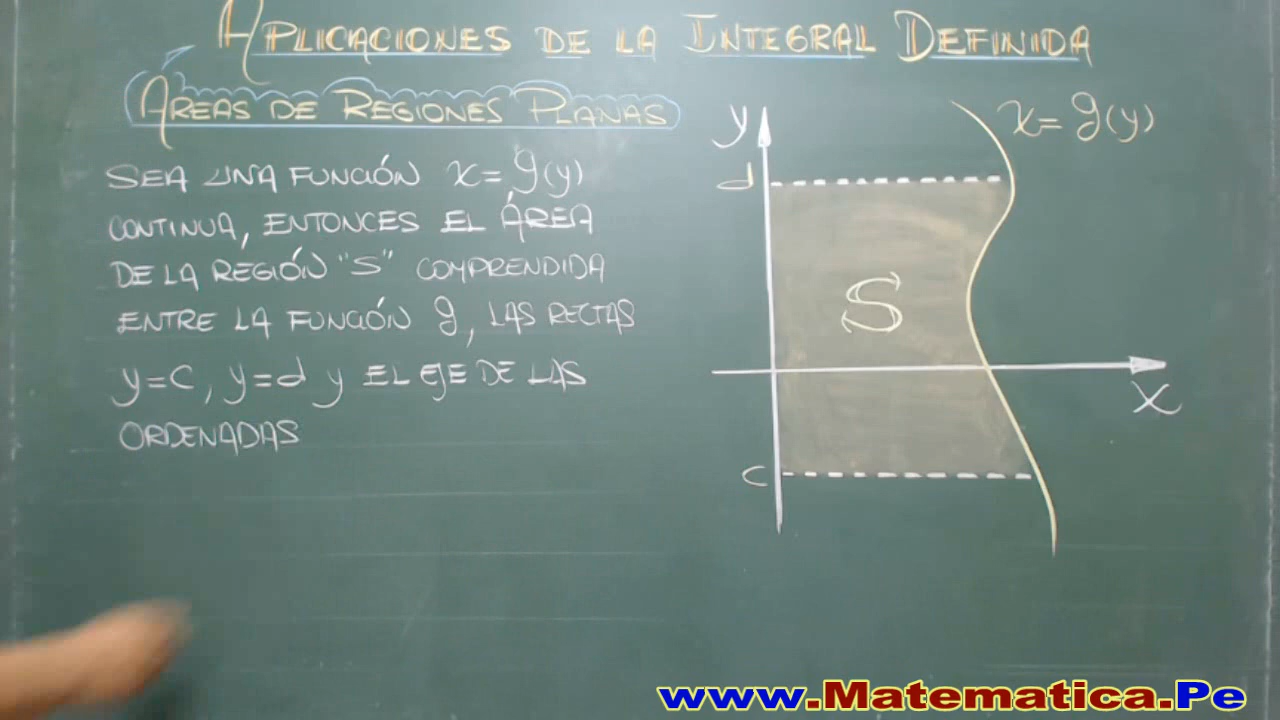 APLICACIONES DE LA INTEGRAL DEFINIDA
ÁREAS DE REGIONES PLANAS
SEA UNA FUNCIÓN x = g(y)
CONTINUA, ENTONCES EL ÁREA
DE LA REGIÓN "S" COMPRENDIDA
ENTRE LA FUNCIÓN g, LAS RECTAS
y=c, y=d y EL EJE DE LAS
ORDENADAS
y
x = g(y)
d
S
x
c
www.Matematica.Pe